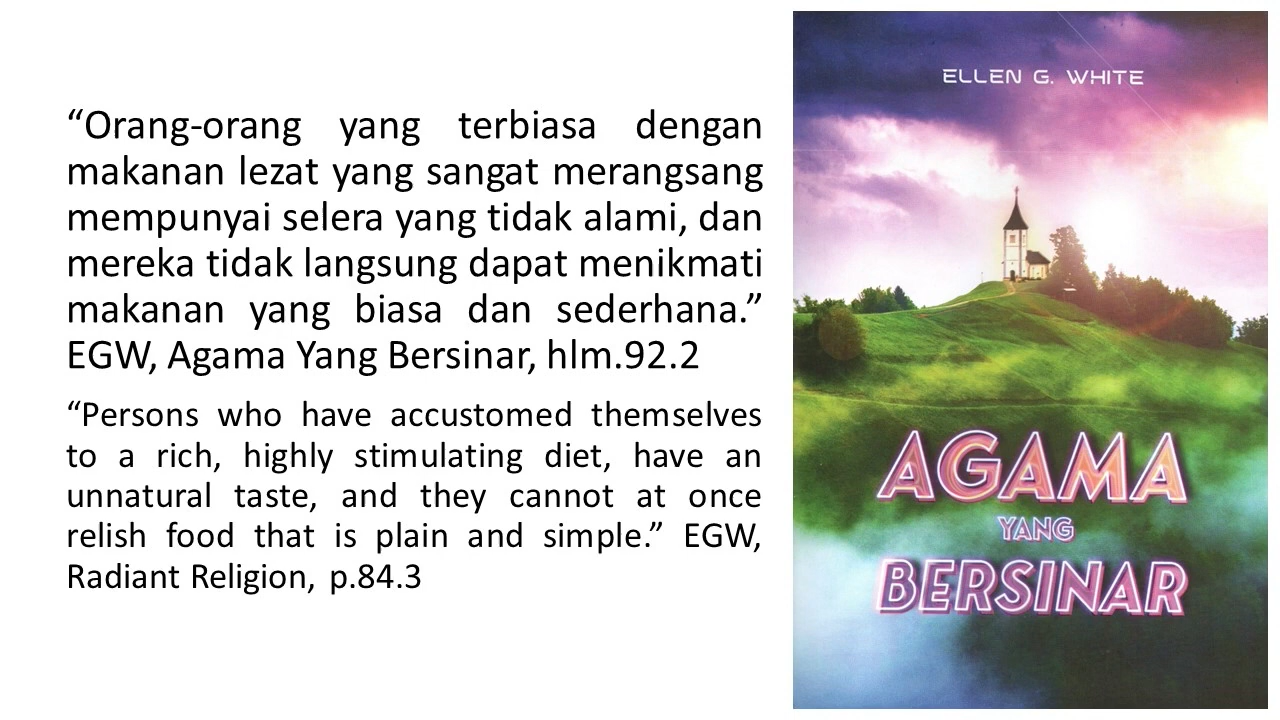 “Orang-orang yang terbiasa dengan
makanan lezat yang sangat merangsang
mempunyai selera yang tidak alami, dan
mereka tidak langsung dapat menikmati
makanan yang biasa dan sederhana.”
EGW, Agama Yang Bersinar, hlm.92.2
“Persons who have accustomed themselves
to a rich, highly stimulating diet, have an
unnatural taste, and they cannot at once
relish food that is plain and simple.” EGW,
Radiant Religion, p.84.3
ELLEN G. WHITE
AGAMA
YANG
BERSINAR